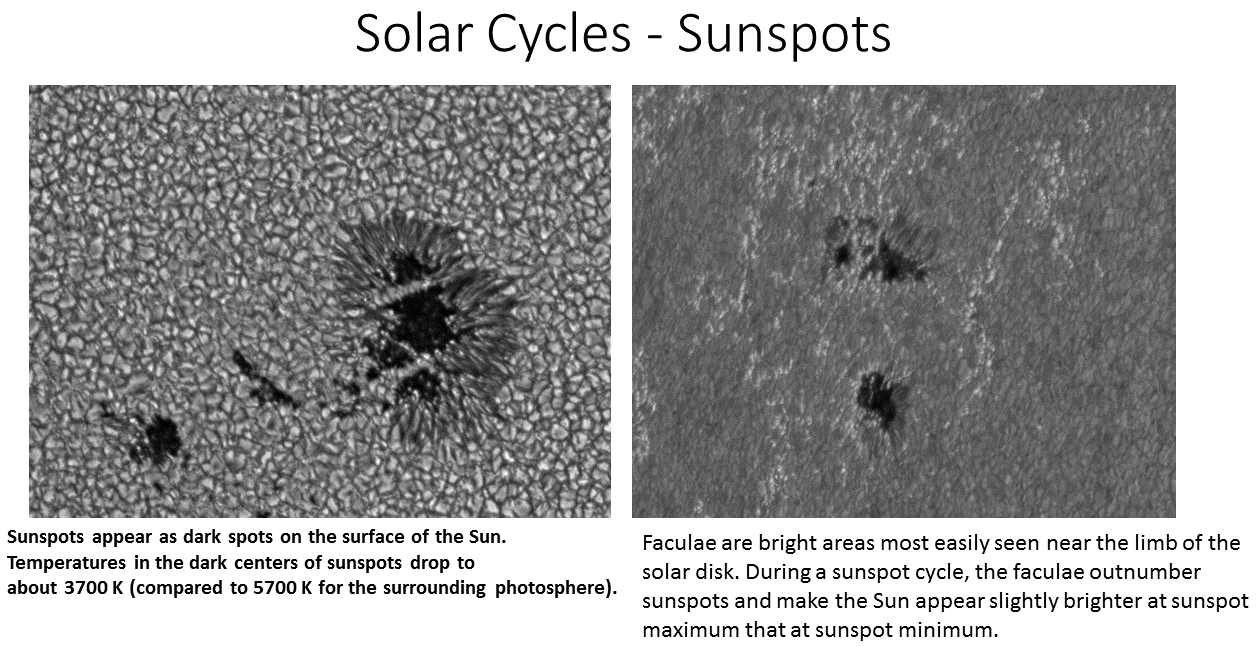 Solar Cycles - Sunspots
Sunspots appear as dark spots on the surface of the Sun.
Temperatures in the dark centers of sunspots drop to
about 3700 K (compared to 5700 K for the surrounding photosphere).
Faculae are bright areas most easily seen near the limb of the
solar disk. During a sunspot cycle, the faculae outnumber
sunspots and make the Sun appear slightly brighter at sunspot
maximum that at sunspot minimum.